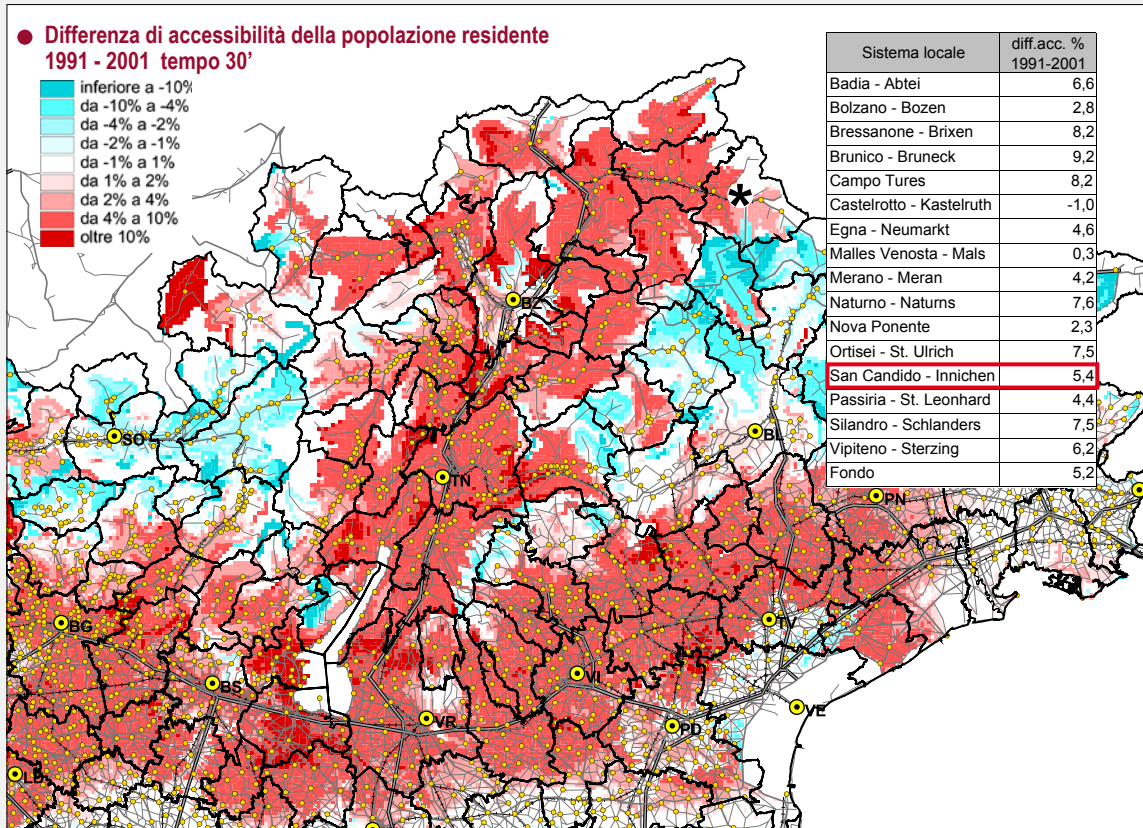 ● Differenza di accessibilità della popolazione residente
1991 - 2001 tempo 30'
inferiore a -10%
da -10% a -4%
da -4% a -2%
da -2% a -1%
da -1% a 1%
da 1% a 2%
da 2% a 4%
da 4% a 10%
oltre 10%
Sistema locale diff.acc. % 1991-2001
Badia - Abtei 6,6
Bolzano - Bozen 2,8
Bressanone - Brixen 8,2
Brunico - Bruneck 9,2
Campo Tures 8,2
Castelrotto - Kastelruth -1,0
Egna - Neumarkt 4,6
Malles Venosta - Mals 0,3
Merano - Meran 4,2
Naturno - Naturns 7,6
Nova Ponente 2,3
Ortisei - St. Ulrich 7,5
San Candido - Innichen 5,4
Passiria - St. Leonhard 4,4
Silandro - Schlanders 7,5
Vipiteno - Sterzing 6,2
Fondo 5,2
*
BZ
SO
BL
TN
PN
BG
TV
BS
VI
VR
PD
VE